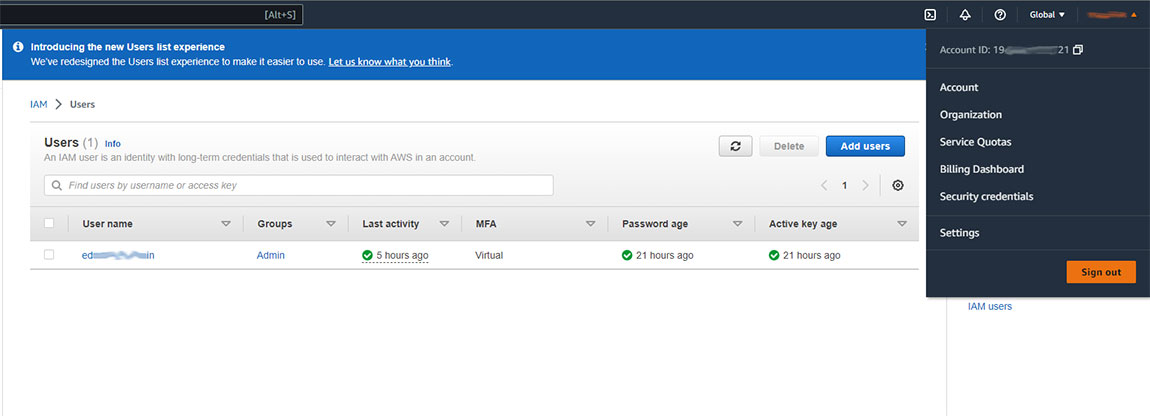 [Alt+S]
Global
Introducing the new Users list experience
We've redesigned the Users list experience to make it easier to use. Let us know what you think.
Account ID: 19 21
Account
Organization
Service Quotas
Billing Dashboard
Security credentials
Settings
Sign out
IAM > Users
Users (1) Info
An IAM user is an identity with long-term credentials that is used to interact with AWS in an account.
Delete
Add users
Find users by username or access key
1
User name Groups Last activity MFA Password age Active key age
ed in Admin 5 hours ago Virtual 21 hours ago 21 hours ago
IAM users